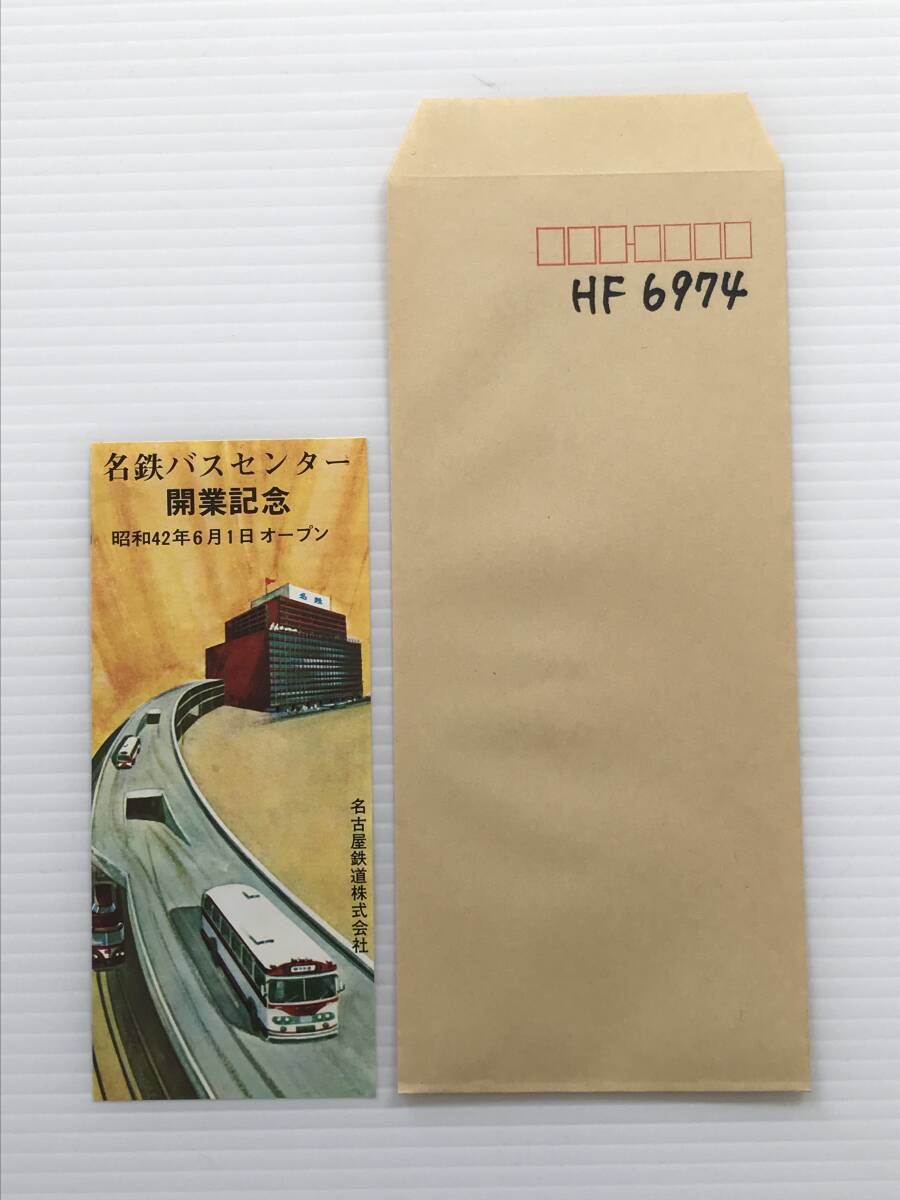 名鉄バスセンター
開業記念
昭和42年6月1日オープン
名鉄
名古屋鉄道株式会社
HF 6974